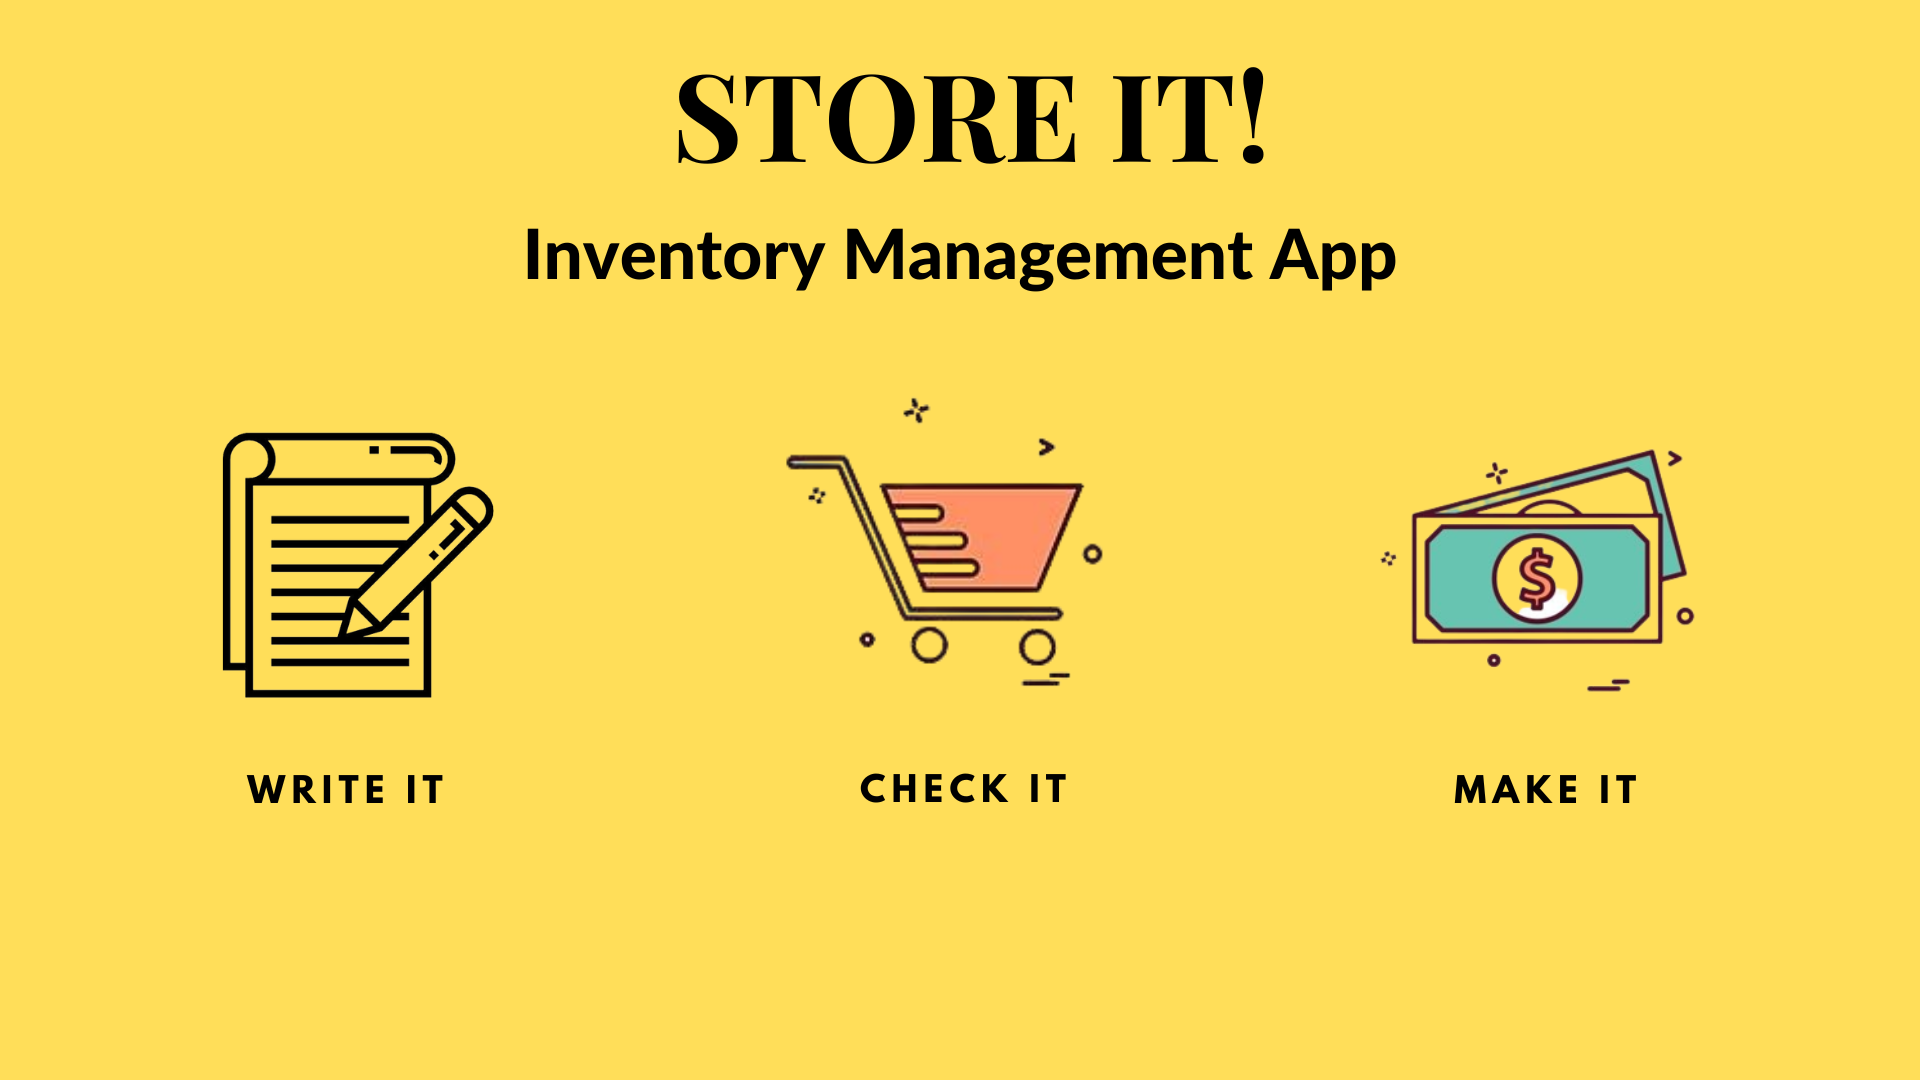 STORE IT!
Inventory Management App
WRITE IT
CHECK IT
MAKE IT
$